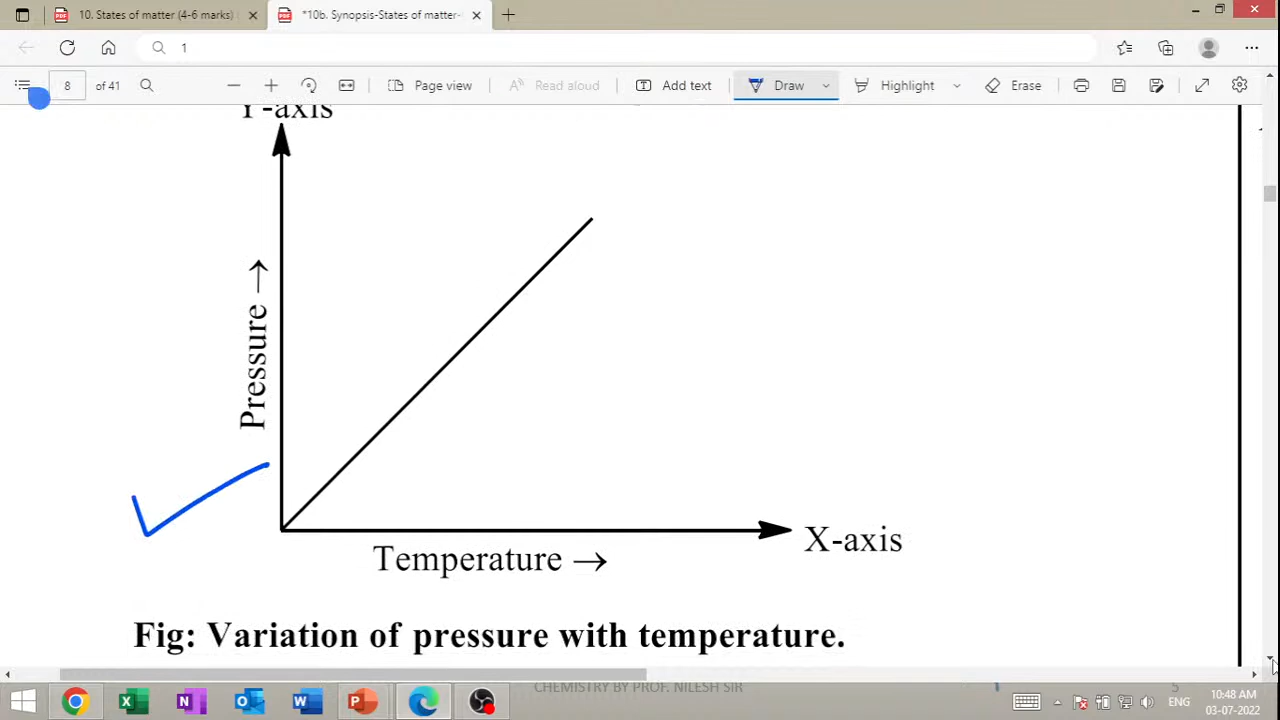 10. States of matter (4-6 marks)
*10b. Synopsis-States of matter-
1
8 of 41
Page view
Read aloud
Add text
Draw
Highlight
Erase
Y-axis
Pressure →
X-axis
Temperature →
Fig: Variation of pressure with temperature.
CHEMISTRY BY PROF. NILESH SIR
5
ENG
10:48 AM
03-07-2022